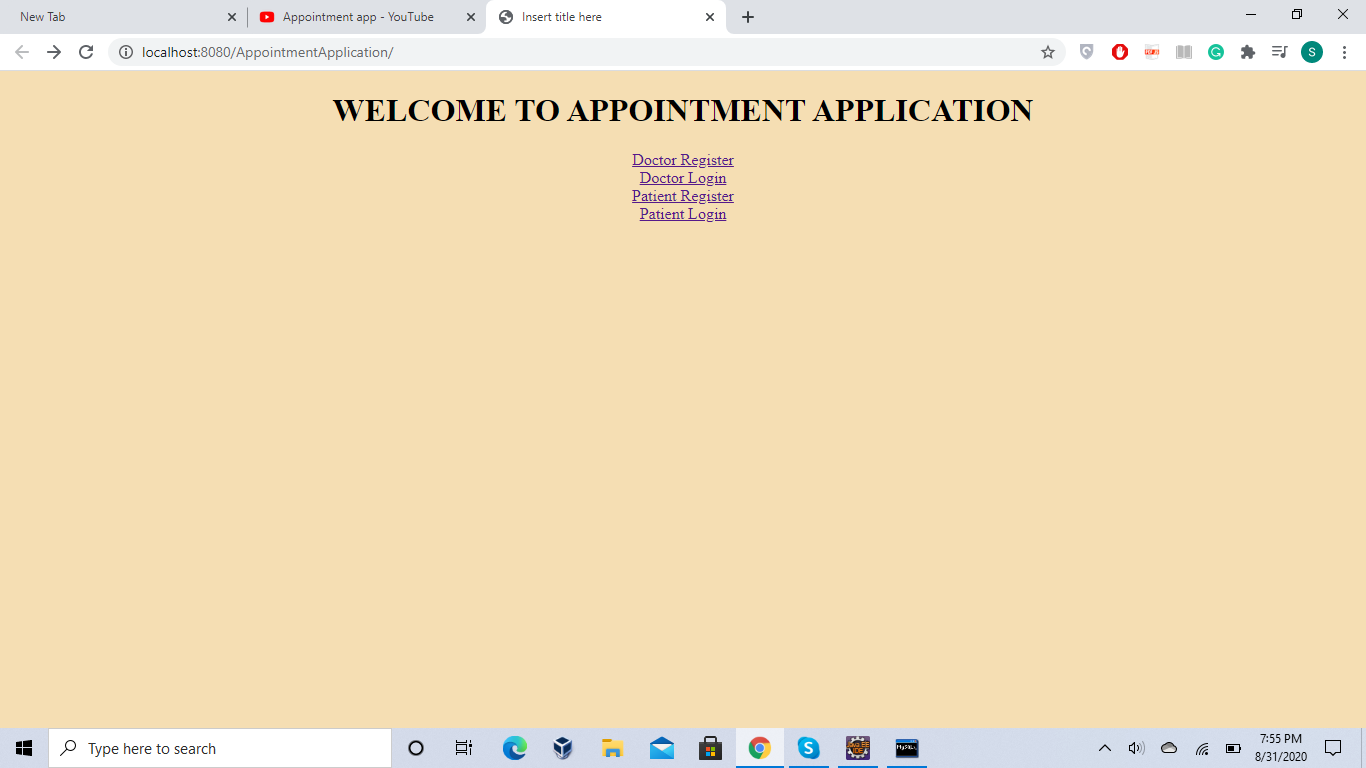 New Tab
Appointment app - YouTube
Insert title here
localhost:8080/AppointmentApplication/
S
WELCOME TO APPOINTMENT APPLICATION
Doctor Register
Doctor Login
Patient Register
Patient Login
Type here to search
7:55 PM
8/31/2020